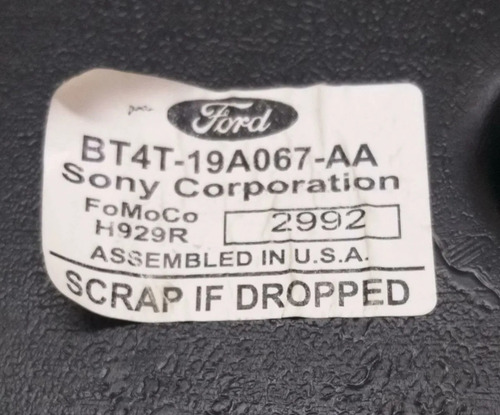 Ford
BT4T-19A067-AA
Sony Corporation
FoMoCo
H929R
2992
ASSEMBLED IN U.S.A.
SCRAP IF DROPPED